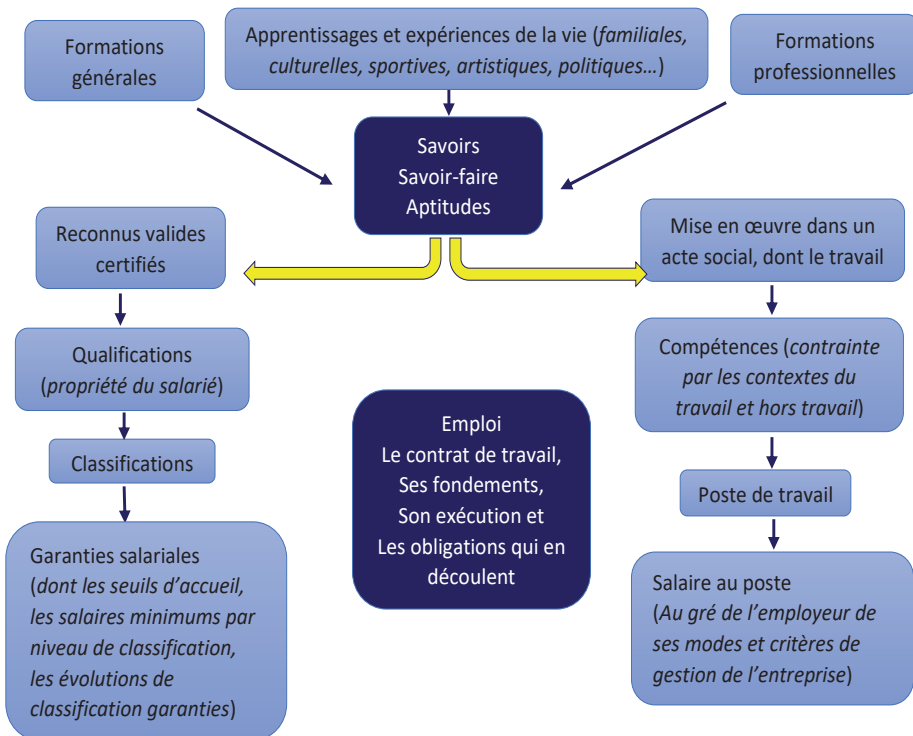 Formations
générales
Apprentissages et expériences de la vie (familiales,
culturelles, sportives, artistiques, politiques…)
Formations
professionnelles
Savoirs
Savoir-faire
Aptitudes
Reconnus valides
certifiés
Mise en œuvre dans un
acte social, dont le travail
Qualifications
(propriété du salarié)
Compétences (contrainte
par les contextes du
travail et hors travail)
Classifications
Emploi
Le contrat de travail,
Ses fondements,
Son exécution et
Les obligations qui en
découlent
Poste de travail
Garanties salariales
(dont les seuils d’accueil,
les salaires minimums par
niveau de classification,
les évolutions de
classification garanties)
Salaire au poste
(Au gré de l’employeur de
ses modes et critères de
gestion de l’entreprise)